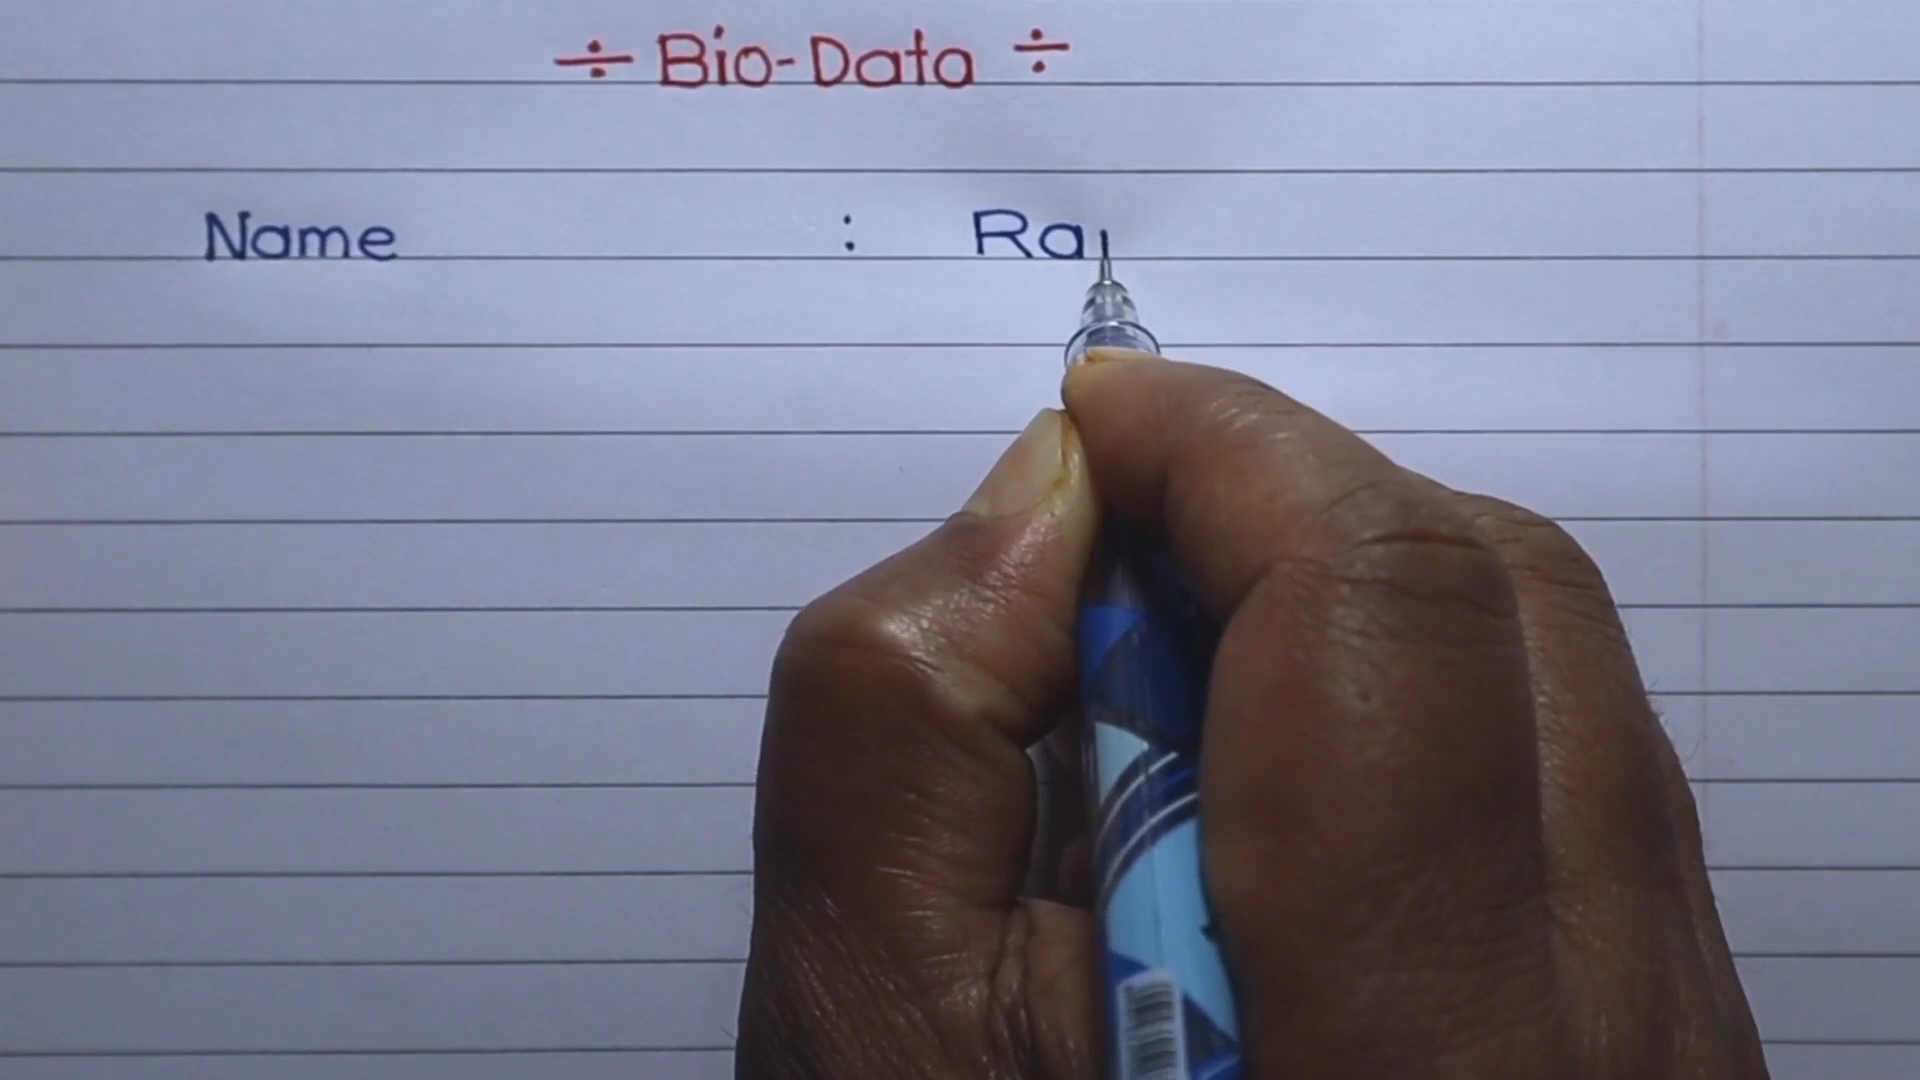 ÷ Bio-Data ÷
Name : Ra